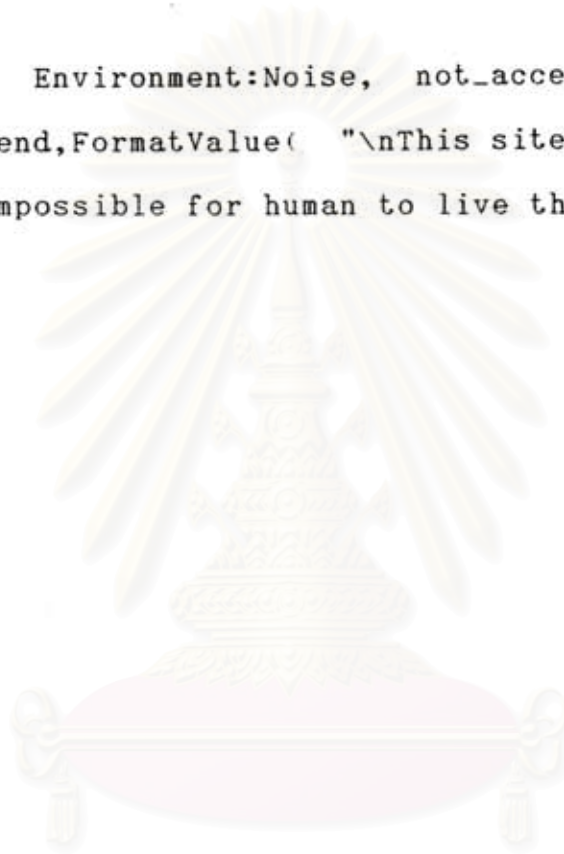 Environment:Noise, not_acce
end,FormatValue( "\nThis site
mpossible for human to live th